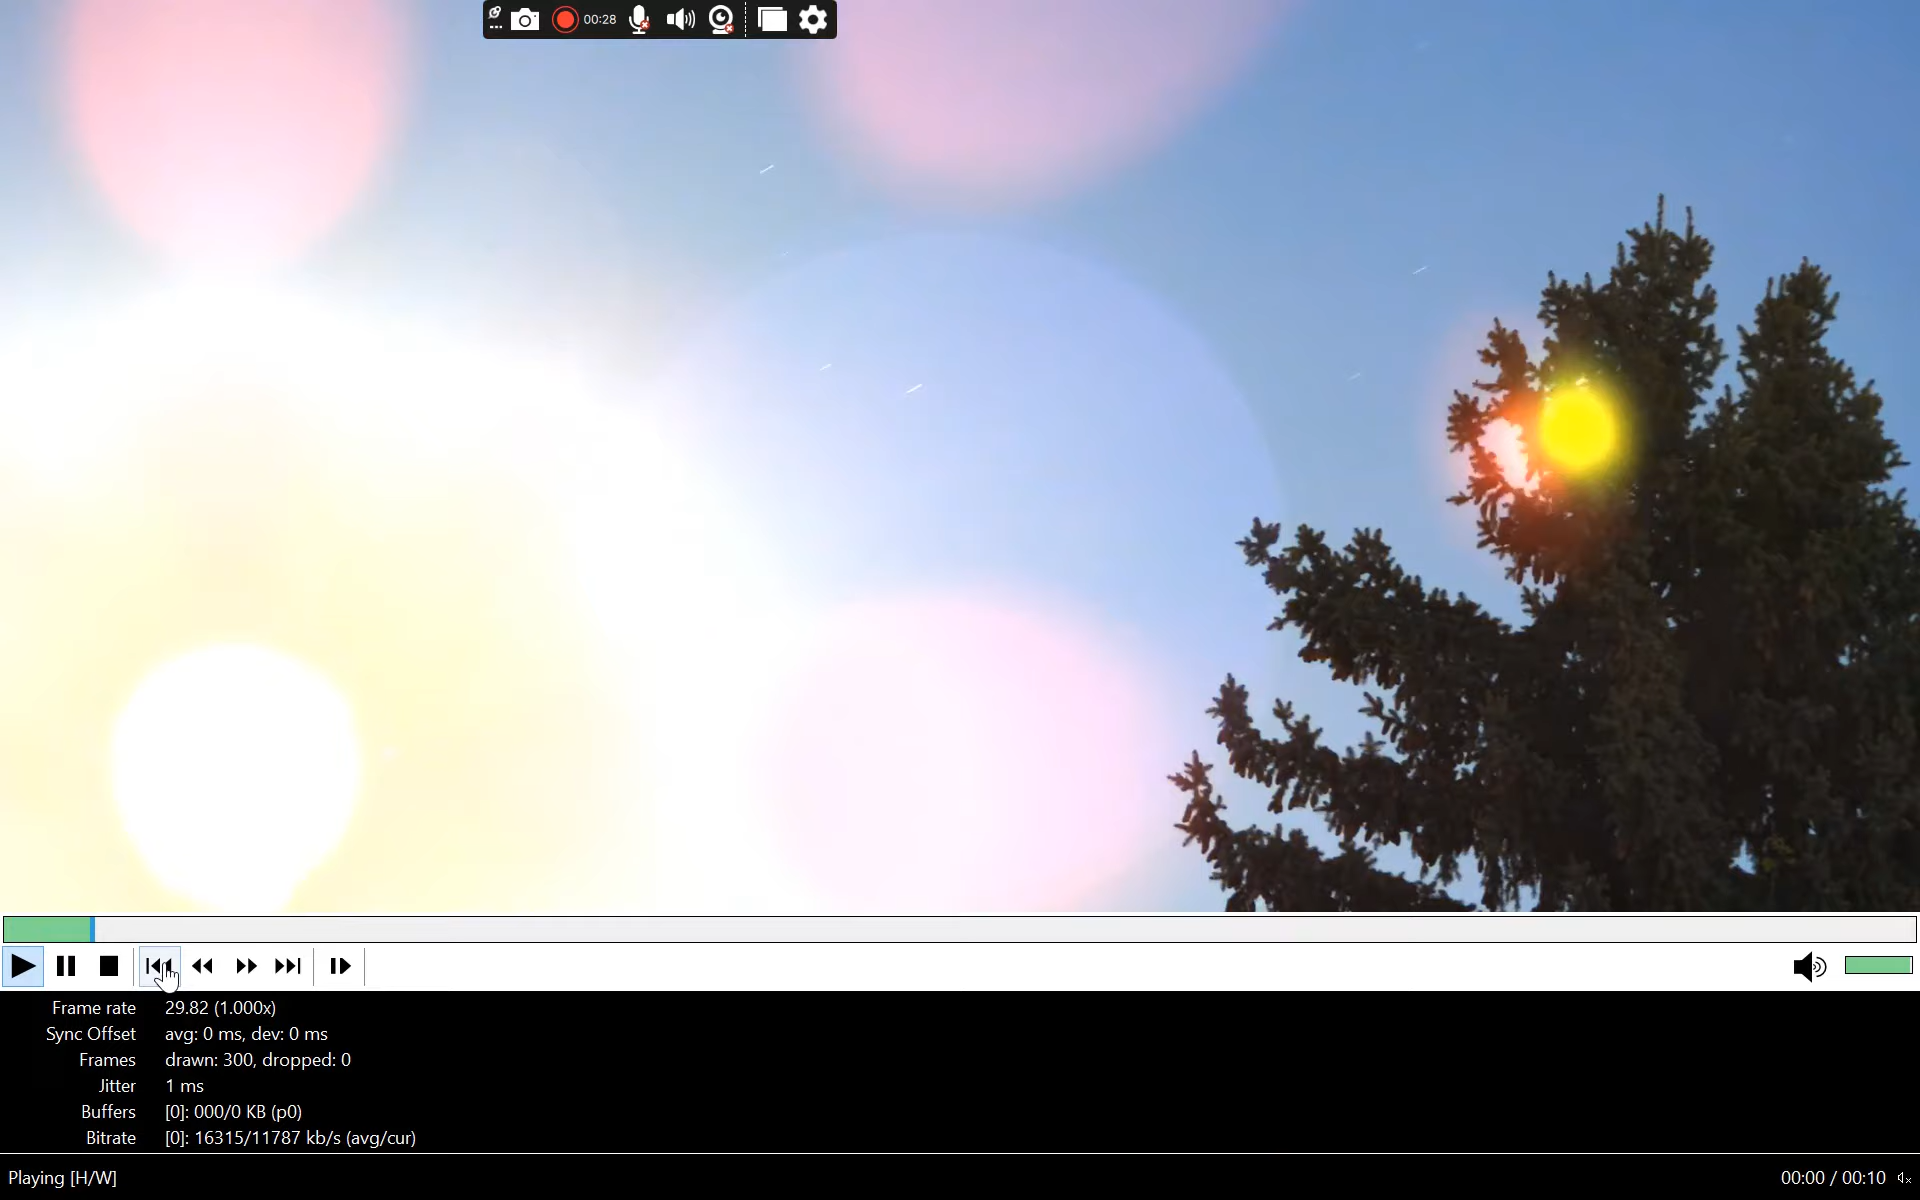 00:28
Frame rate 29.82 (1.000x)
Sync Offset avg: 0 ms, dev: 0 ms
Frames drawn: 300, dropped: 0
Jitter 1 ms
Buffers [0]: 000/0 KB (p0)
Bitrate [0]: 16315/11787 kb/s (avg/cur)
Playing [H/W] 00:00 / 00:10